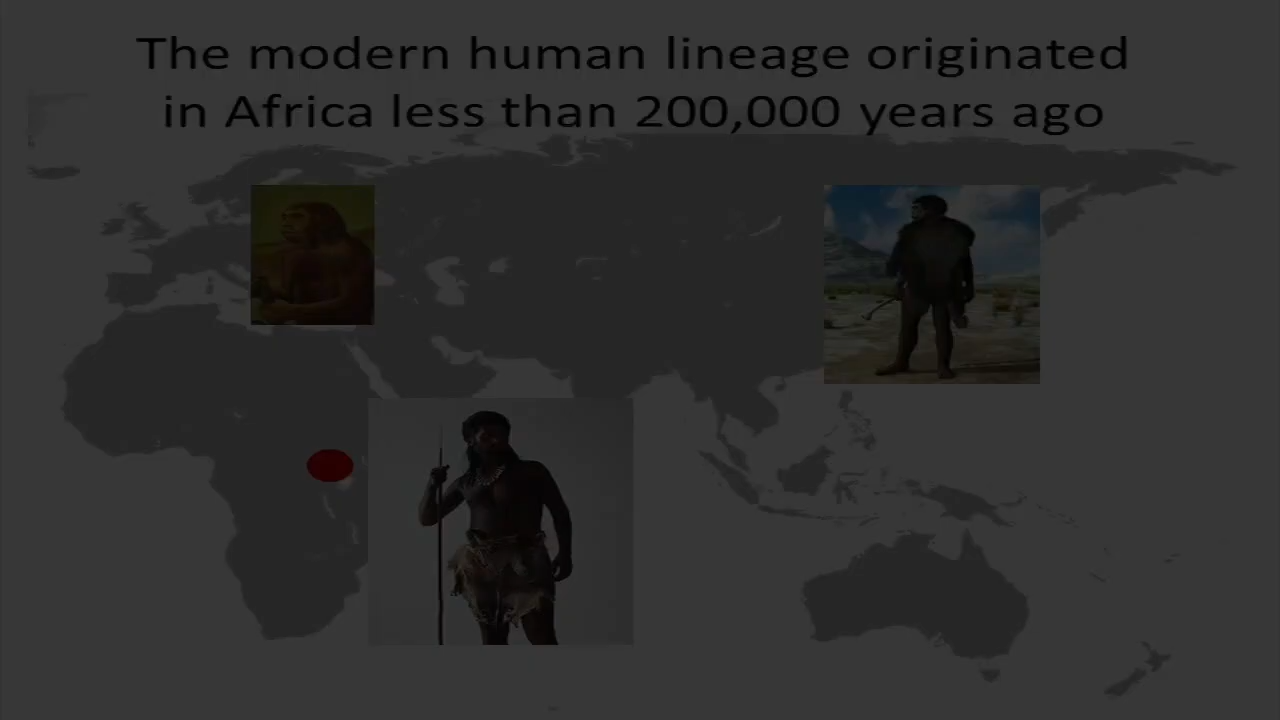 The modern human lineage originated
in Africa less than 200,000 years ago